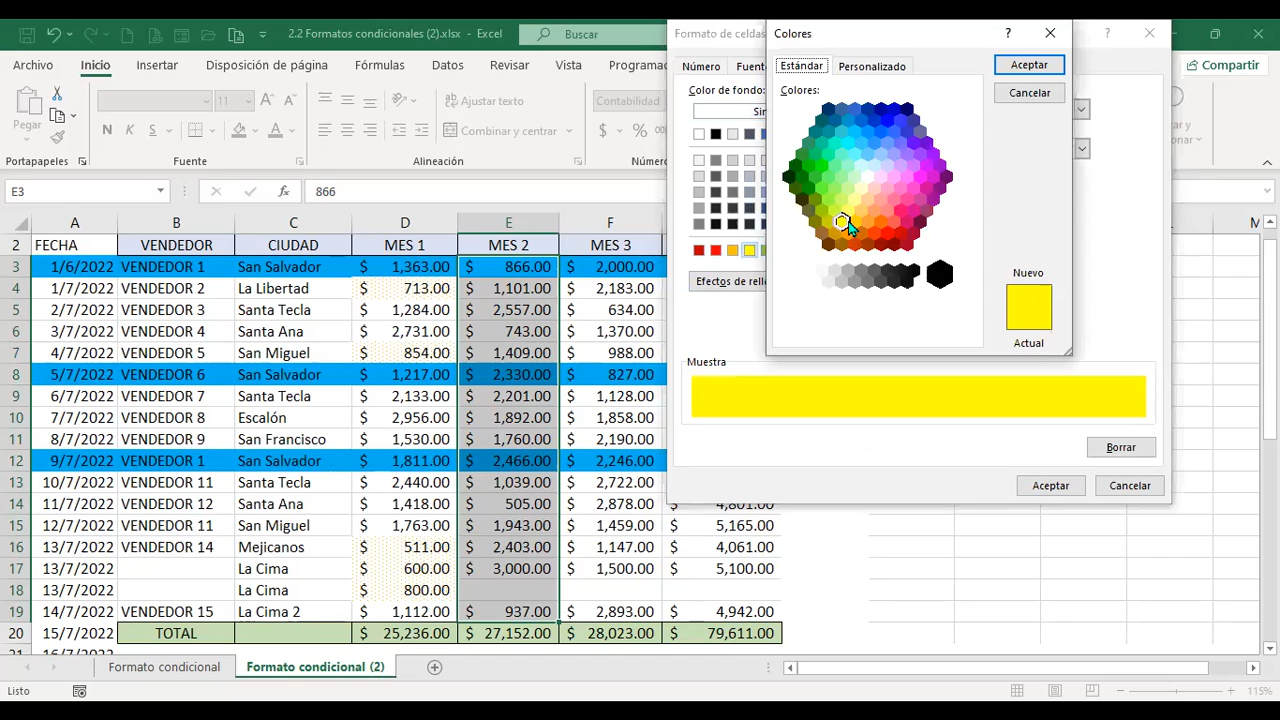 2.2 Formatos condicionales (2).xlsx - Excel
Buscar
Archivo Inicio Insertar Disposición de página Fórmulas Datos Revisar Vista
Compartir
Pegar
11
N K S
Ajustar texto
Combinar y centrar
Contabilidad
$ %
Portapapeles Fuente Alineación
E3 fx 866
A B C D E F
2 FECHA VENDEDOR CIUDAD MES 1 MES 2 MES 3
3 1/6/2022 VENDEDOR 1 San Salvador $ 1,363.00 $ 866.00 $ 2,000.00
4 1/7/2022 VENDEDOR 2 La Libertad $ 713.00 $ 1,101.00 $ 2,183.00
5 2/7/2022 VENDEDOR 3 Santa Tecla $ 1,284.00 $ 2,557.00 $ 634.00
6 3/7/2022 VENDEDOR 4 Santa Ana $ 2,731.00 $ 743.00 $ 1,370.00
7 4/7/2022 VENDEDOR 5 San Miguel $ 854.00 $ 1,409.00 $ 988.00
8 5/7/2022 VENDEDOR 6 San Salvador $ 1,217.00 $ 2,330.00 $ 827.00
9 6/7/2022 VENDEDOR 7 Santa Tecla $ 2,133.00 $ 2,201.00 $ 1,128.00
10 7/7/2022 VENDEDOR 8 Escalón $ 2,956.00 $ 1,892.00 $ 1,858.00
11 8/7/2022 VENDEDOR 9 San Francisco $ 1,530.00 $ 1,760.00 $ 2,190.00
12 9/7/2022 VENDEDOR 1 San Salvador $ 1,811.00 $ 2,466.00 $ 2,246.00
13 10/7/2022 VENDEDOR 11 Santa Tecla $ 2,440.00 $ 1,039.00 $ 2,722.00
14 11/7/2022 VENDEDOR 12 Santa Ana $ 1,418.00 $ 505.00 $ 2,878.00 $ 4,801.00
15 12/7/2022 VENDEDOR 11 San Miguel $ 1,763.00 $ 1,943.00 $ 1,459.00 $ 5,165.00
16 13/7/2022 VENDEDOR 14 Mejicanos $ 511.00 $ 2,403.00 $ 1,147.00 $ 4,061.00
17 13/7/2022 La Cima $ 600.00 $ 3,000.00 $ 1,500.00 $ 5,100.00
18 13/7/2022 La Cima $ 800.00
19 14/7/2022 VENDEDOR 15 La Cima 2 $ 1,112.00 $ 937.00 $ 2,893.00 $ 4,942.00
20 15/7/2022 TOTAL $ 25,236.00 $ 27,152.00 $ 28,023.00 $ 79,611.00
Formato condicional Formato condicional (2)
Listo
115%
Formato de celdas
Número
Color de fondo:
Muestra
Borrar
Aceptar Cancelar
Colores
?
Estándar Personalizado
Colores:
Aceptar
Cancelar
Nuevo
Actual